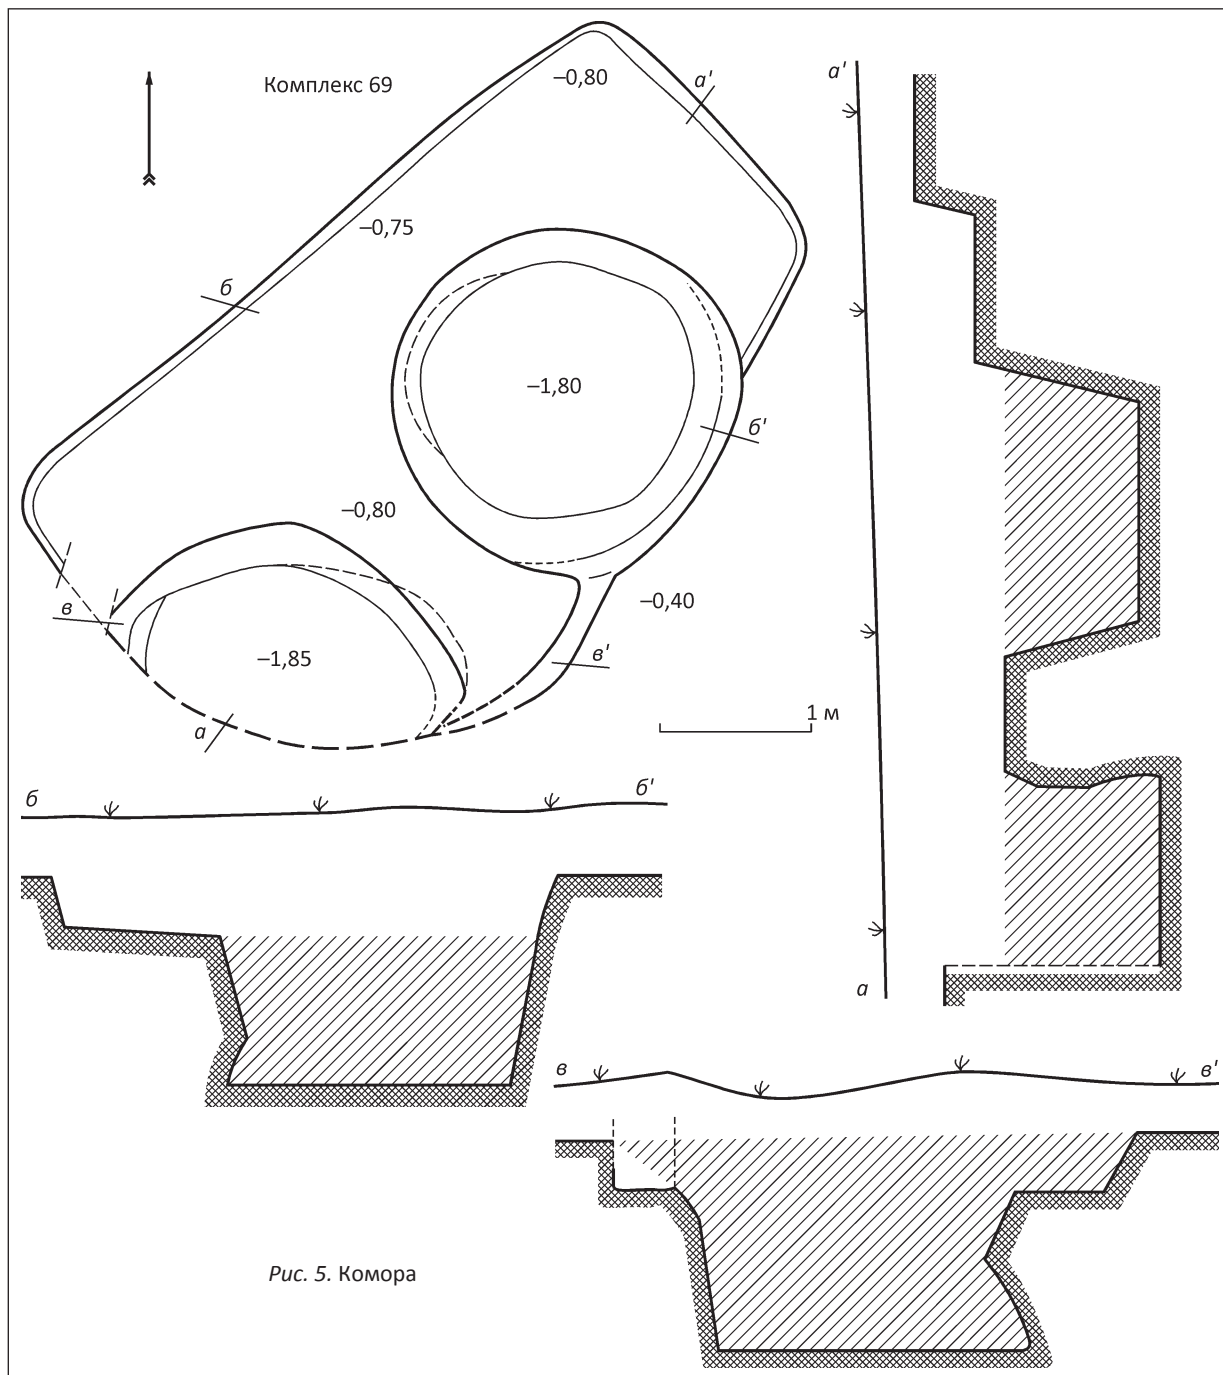 Комплекс 69
–0,80
а'
–0,75
б
–1,80
б'
–0,80
–0,40
в
–1,85
в'
а
1 м
а'
а
б
б'
в
в'
Рис. 5. Комора